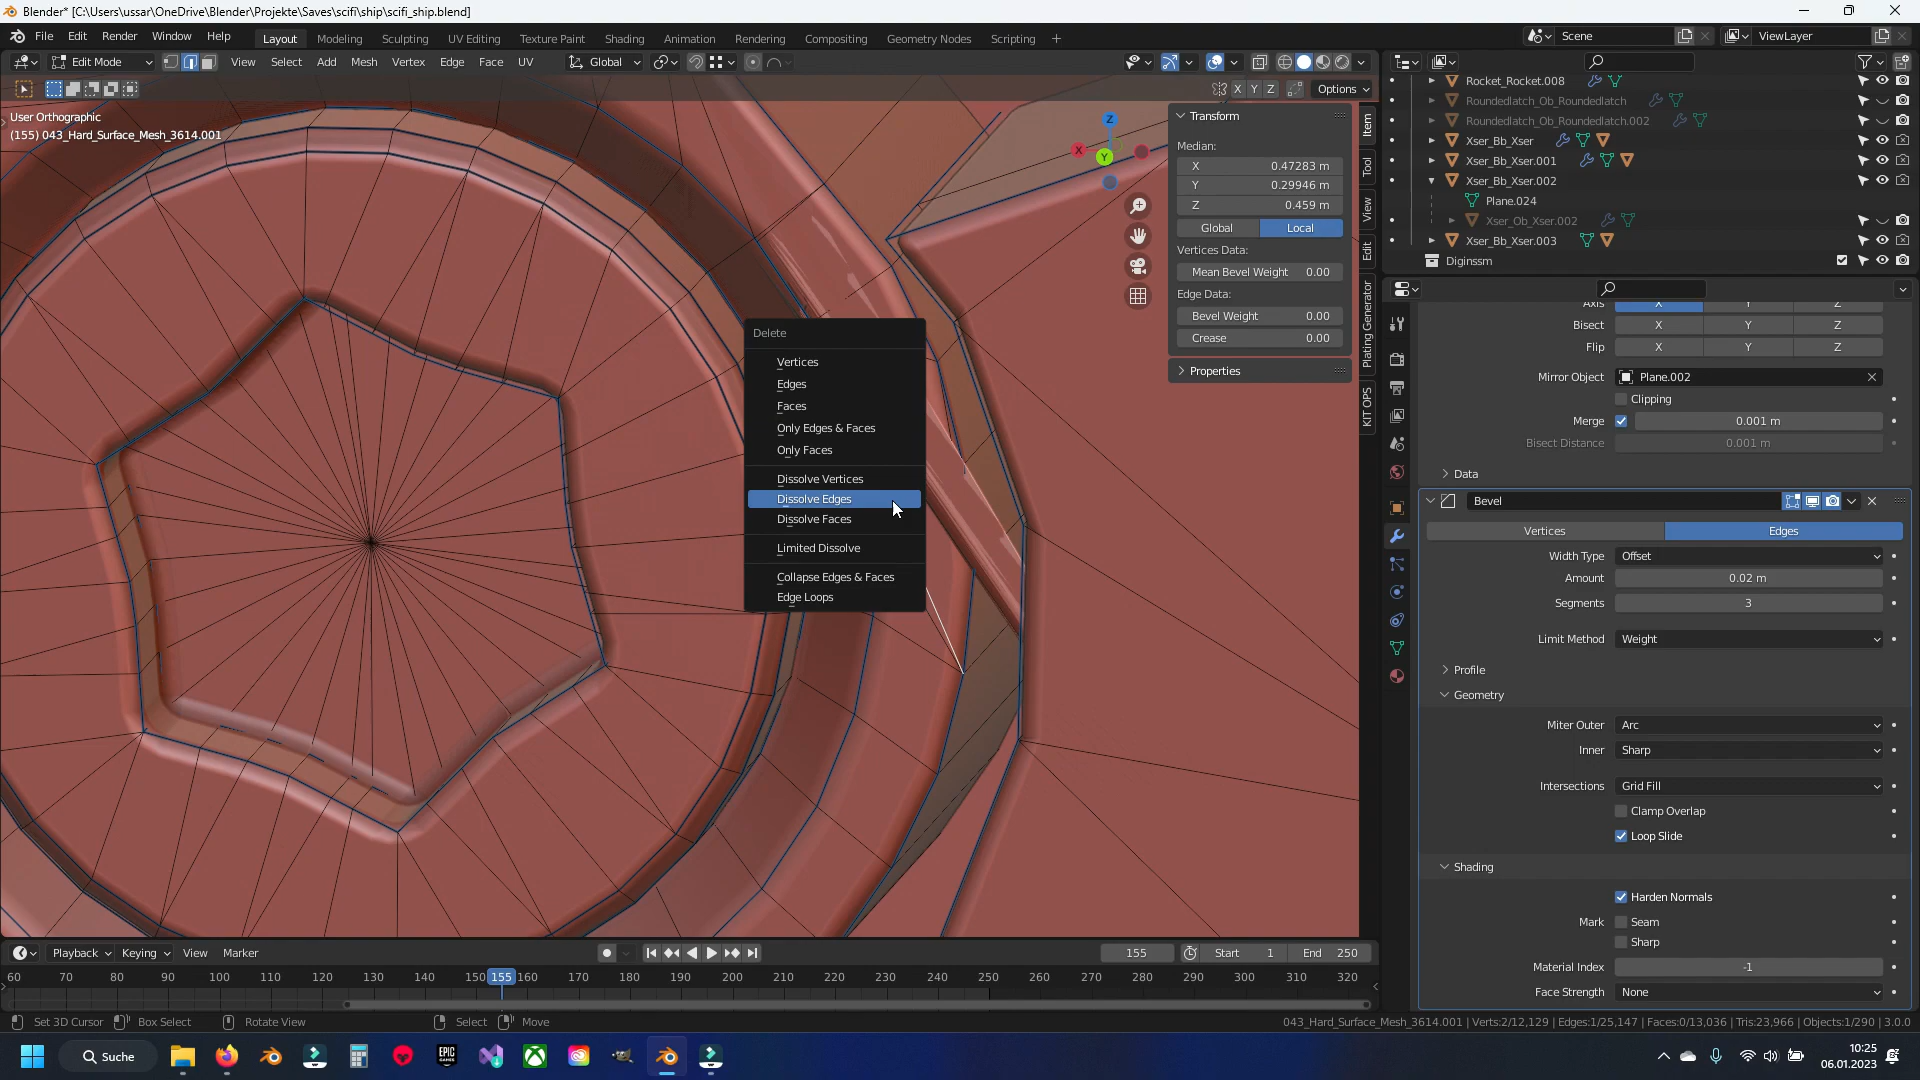 Blender* [C:\Users\ussar\OneDrive\Blender\Projekte\Saves\scifi\ship\scifi_ship.blend]
File Edit Render Window Help Layout Modeling Sculpting UV Editing Texture Paint Shading Animation Rendering Compositing Geometry Nodes Scripting + Scene ViewLayer
Edit Mode View Select Add Mesh Vertex Edge Face UV Global
X Y Z Options
User Orthographic
(155) 043_Hard_Surface_Mesh_3614.001
Z
X
Y
Transform
Median:
X 0.47283 m
Y 0.29946 m
Z 0.459 m
Global Local
Vertices Data:
Mean Bevel Weight 0.00
Edge Data:
Bevel Weight 0.00
Crease 0.00
Properties
Item
Tool
View
Edit
Plating Generator
KIT OPS
Delete
Vertices
Edges
Faces
Only Edges & Faces
Only Faces
Dissolve Vertices
Dissolve Edges
Dissolve Faces
Limited Dissolve
Collapse Edges & Faces
Edge Loops
Rocket_Rocket.008
Roundedlatch_Ob_Roundedlatch
Roundedlatch_Ob_Roundedlatch.002
Xser_Bb_Xser
Xser_Bb_Xser.001
Xser_Bb_Xser.002
Plane.024
Xser_Ob_Xser.002
Xser_Bb_Xser.003
Diginssm
Axis X Y Z
Bisect X Y Z
Flip X Y Z
Mirror Object Plane.002
Clipping
Merge 0.001 m
Bisect Distance 0.001 m
Data
Bevel
Vertices Edges
Width Type Offset
Amount 0.02 m
Segments 3
Limit Method Weight
Profile
Geometry
Miter Outer Arc
Inner Sharp
Intersections Grid Fill
Clamp Overlap
Loop Slide
Shading
Harden Normals
Mark Seam
Sharp
Material Index -1
Face Strength None
Playback Keying View Marker 155 Start 1 End 250
60 70 80 90 100 110 120 130 140 150 155 160 170 180 190 200 210 220 230 240 250 260 270 280 290 300 310 320
Set 3D Cursor Box Select Rotate View Select Move 043_Hard_Surface_Mesh_3614.001 | Verts:2/12,129 | Edges:1/25,147 | Faces:0/13,036 | Tris:23,966 | Objects:1/290 | 3.0.0
Suche EPIC GAMES 10:25
06.01.2023